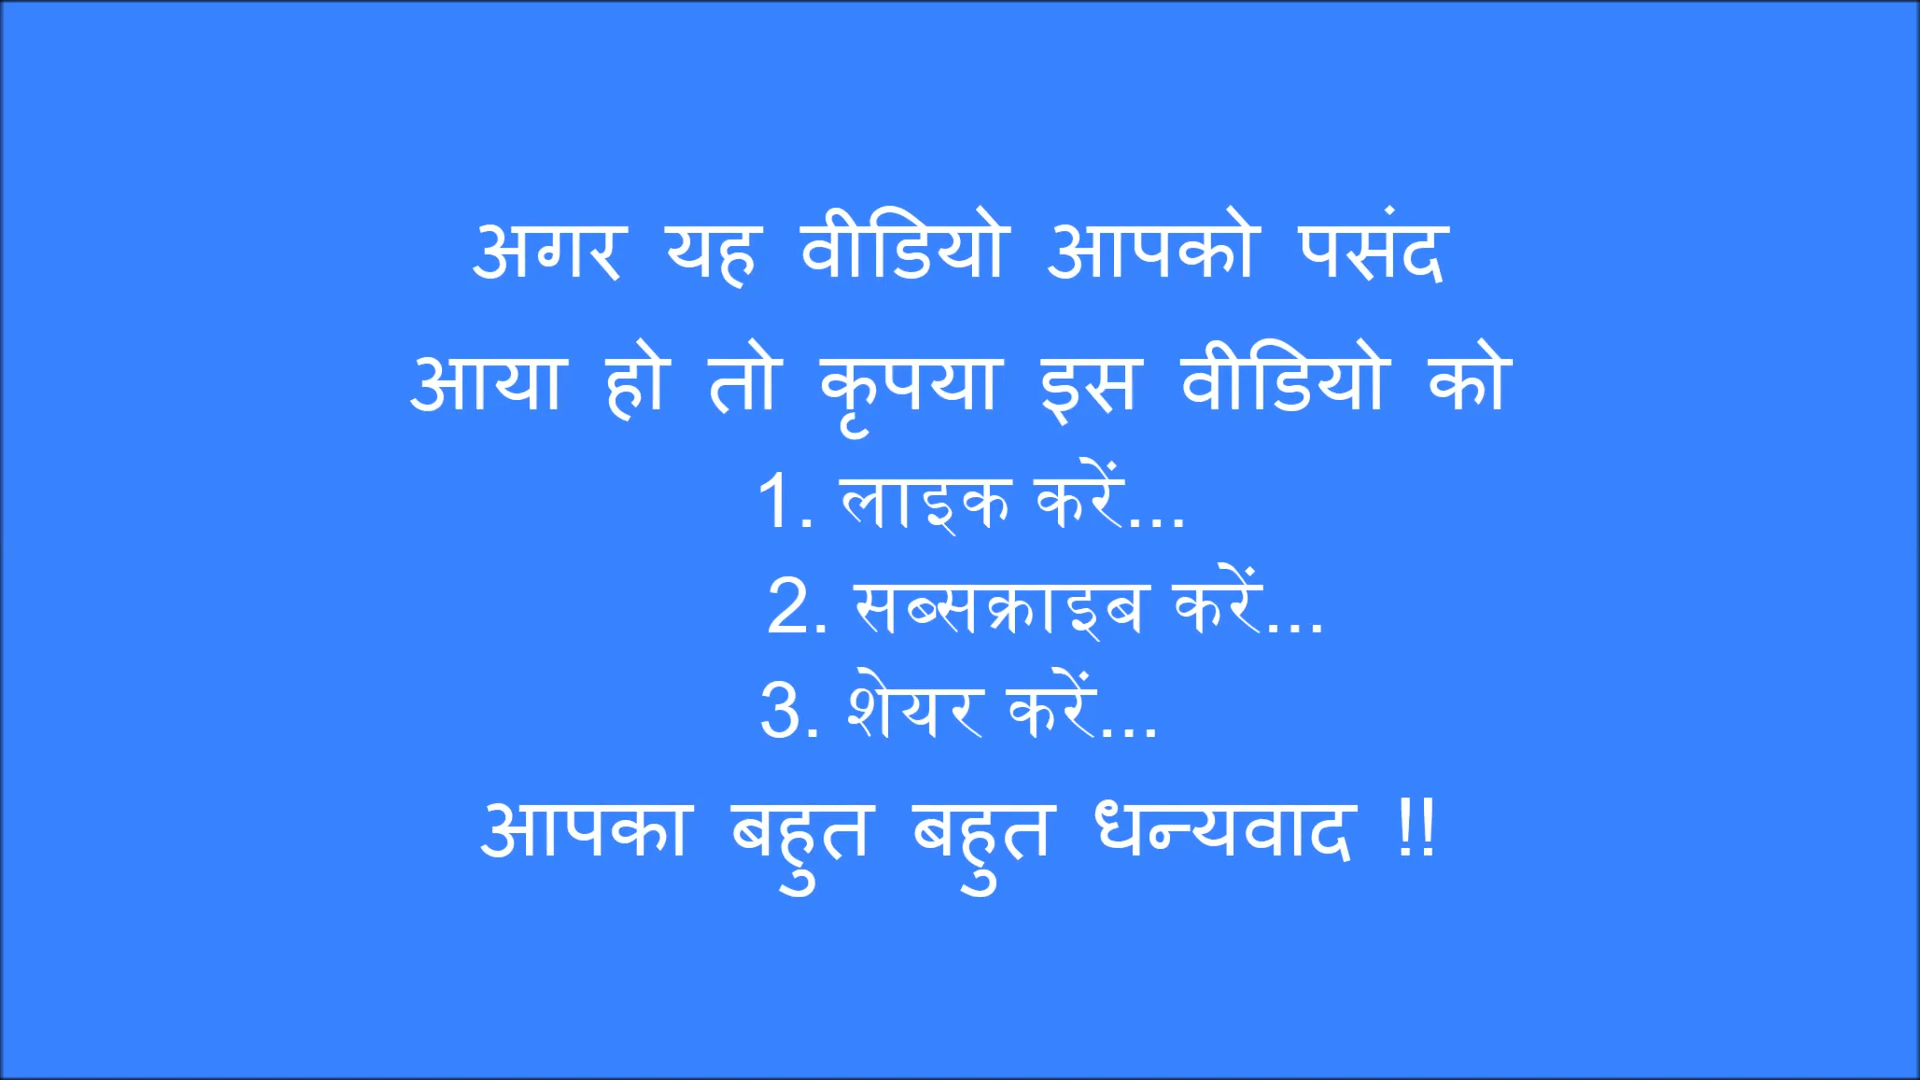 अगर यह वीडियो आपको पसंद
आया हो तो कृपया इस वीडियो को
1. लाइक करें...
2. सब्सक्राइब करें...
3. शेयर करें...
आपका बहुत बहुत धन्यवाद !!